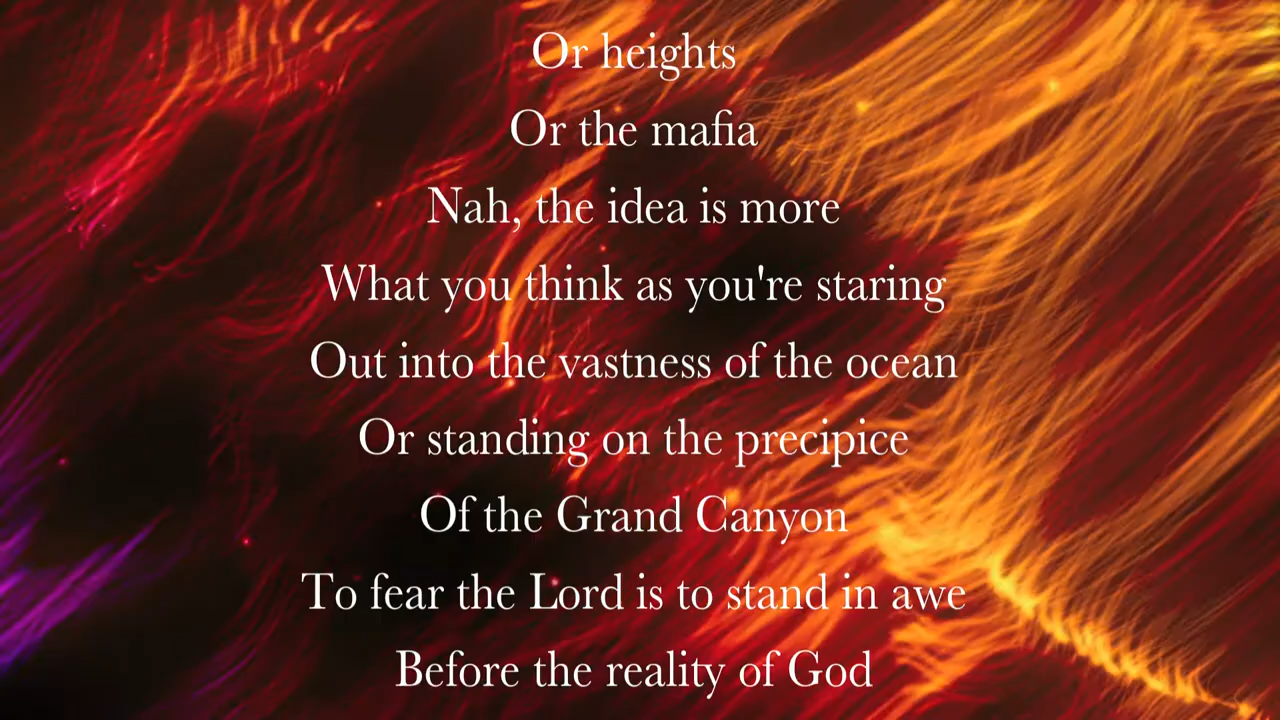 Or heights
Or the mafia
Nah, the idea is more
What you think as you're staring
Out into the vastness of the ocean
Or standing on the precipice
Of the Grand Canyon
To fear the Lord is to stand in awe
Before the reality of God